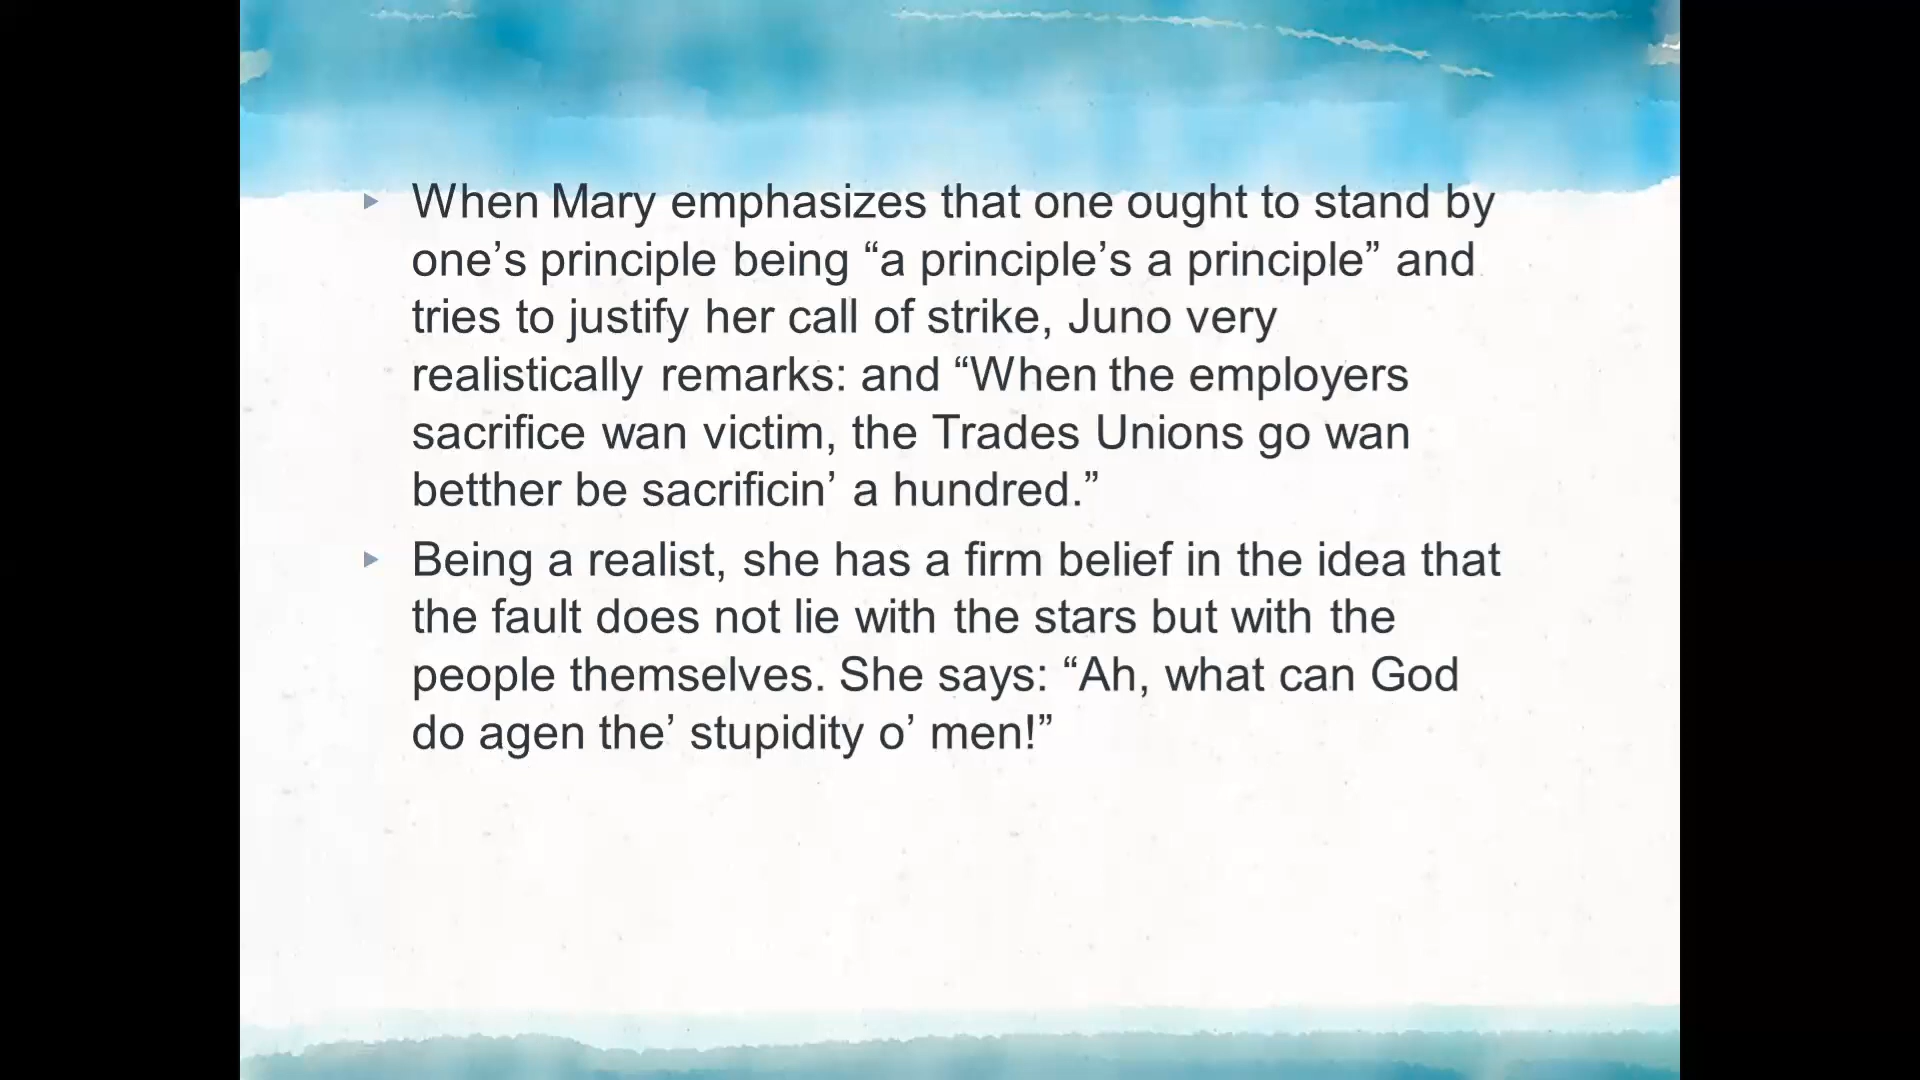 When Mary emphasizes that one ought to stand by
one’s principle being “a principle’s a principle” and
tries to justify her call of strike, Juno very
realistically remarks: and “When the employers
sacrifice wan victim, the Trades Unions go wan
betther be sacrificin’ a hundred.”
Being a realist, she has a firm belief in the idea that
the fault does not lie with the stars but with the
people themselves. She says: “Ah, what can God
do agen the’ stupidity o’ men!”